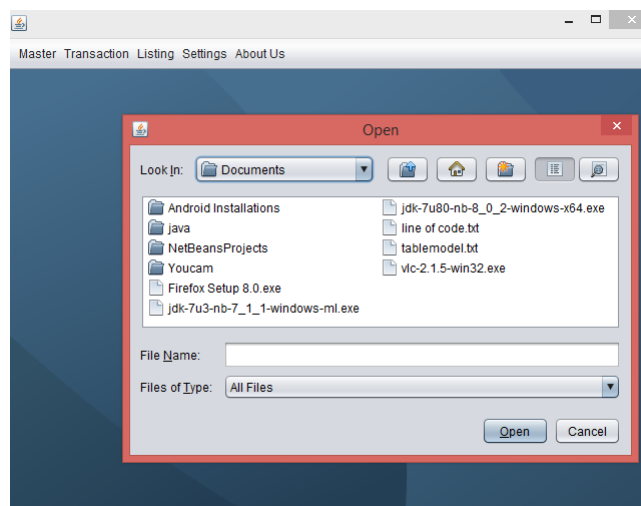 Master Transaction Listing Settings About Us
Open
Look In: Documents
Android Installations
java
NetBeansProjects
Youcam
Firefox Setup 8.0.exe
jdk-7u3-nb-7_1_1-windows-ml.exe
jdk-7u80-nb-8_0_2-windows-x64.exe
line of code.txt
tablemodel.txt
vlc-2.1.5-win32.exe
File Name:
Files of Type: All Files
Open Cancel